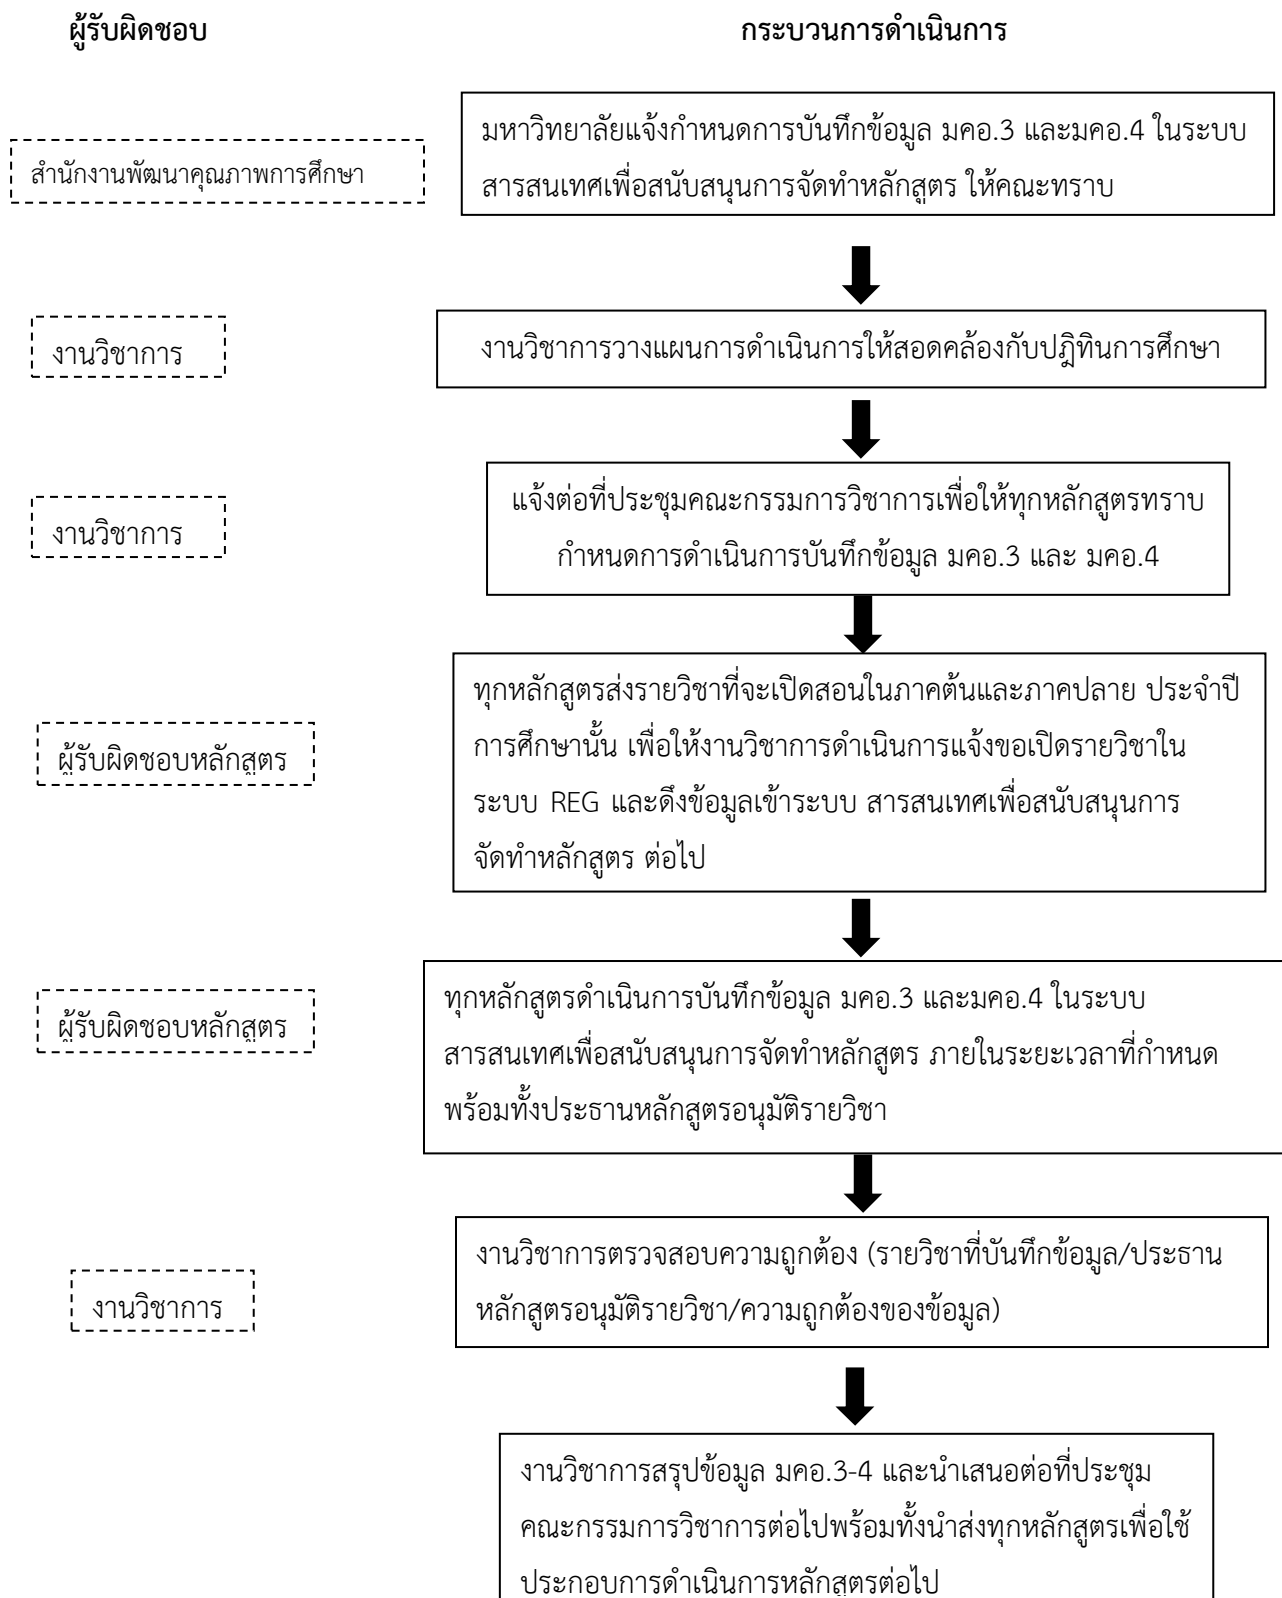 ผู้รับผิดชอบ
กระบวนการดำเนินการ
สำนักงานพัฒนาคุณภาพการศึกษา
มหาวิทยาลัยแจ้งกำหนดการบันทึกข้อมูล มคอ.3 และมคอ.4 ในระบบ
สารสนเทศเพื่อสนับสนุนการจัดทำหลักสูตร ให้คณะทราบ
งานวิชาการ
งานวิชาการวางแผนการดำเนินการให้สอดคล้องกับปฎิทินการศึกษา
งานวิชาการ
แจ้งต่อที่ประชุมคณะกรรมการวิชาการเพื่อให้ทุกหลักสูตรทราบ
กำหนดการดำเนินการบันทึกข้อมูล มคอ.3 และ มคอ.4
ผู้รับผิดชอบหลักสูตร
ทุกหลักสูตรส่งรายวิชาที่จะเปิดสอนในภาคต้นและภาคปลาย ประจำปี
การศึกษานั้น เพื่อให้งานวิชาการดำเนินการแจ้งขอเปิดรายวิชาใน
ระบบ REG และดึงข้อมูลเข้าระบบ สารสนเทศเพื่อสนับสนุนการ
จัดทำหลักสูตร ต่อไป
ผู้รับผิดชอบหลักสูตร
ทุกหลักสูตรดำเนินการบันทึกข้อมูล มคอ.3 และมคอ.4 ในระบบ
สารสนเทศเพื่อสนับสนุนการจัดทำหลักสูตร ภายในระยะเวลาที่กำหนด
พร้อมทั้งประธานหลักสูตรอนุมัติรายวิชา
งานวิชาการ
งานวิชาการตรวจสอบความถูกต้อง (รายวิชาที่บันทึกข้อมูล/ประธาน
หลักสูตรอนุมัติรายวิชา/ความถูกต้องของข้อมูล)
งานวิชาการสรุปข้อมูล มคอ.3-4 และนำเสนอต่อที่ประชุม
คณะกรรมการวิชาการต่อไปพร้อมทั้งนำส่งทุกหลักสูตรเพื่อใช้
ประกอบการดำเนินการหลักสูตรต่อไป